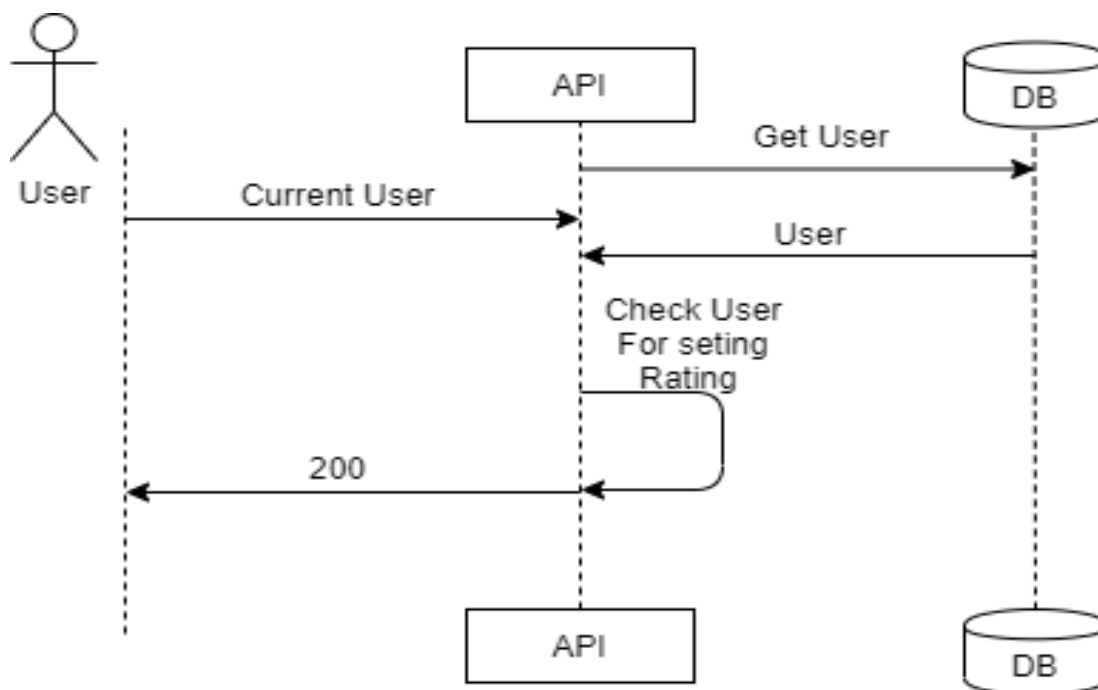 API
DB
Get User
User
Current User
User
Check User
For seting
Rating
200
API
DB